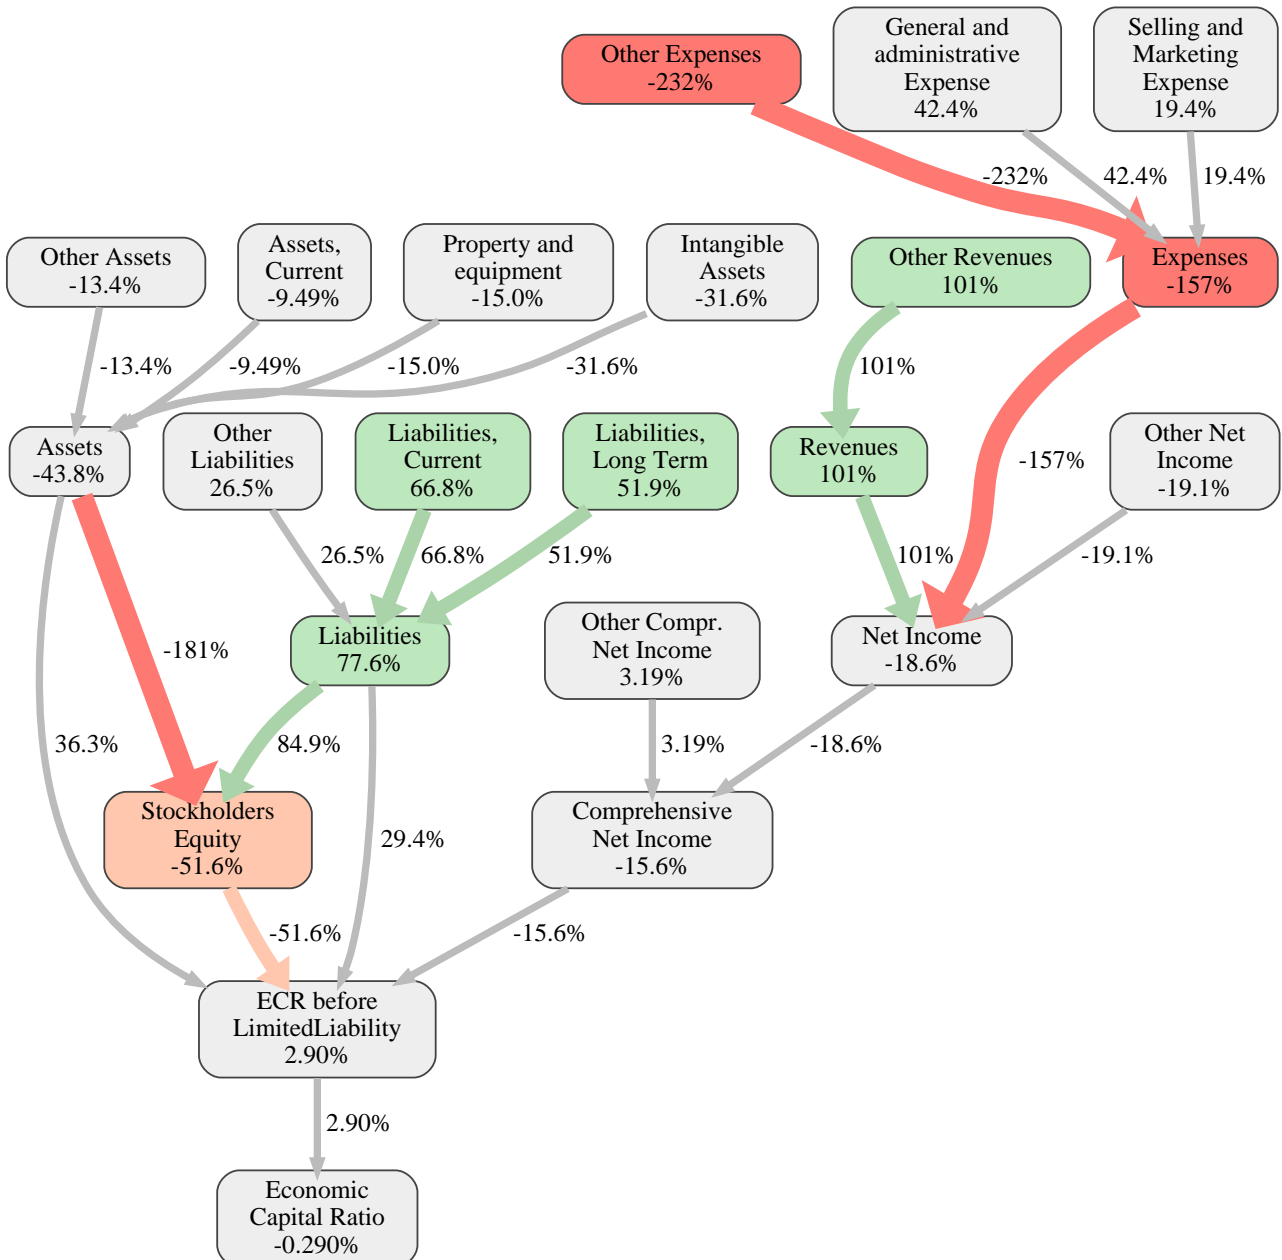 Other Expenses
-232%
General and
administrative
Expense
42.4%
Selling and
Marketing
Expense
19.4%
-232%
42.4%
19.4%
Other Assets
-13.4%
Assets,
Current
-9.49%
Property and
equipment
-15.0%
Intangible
Assets
-31.6%
Other Revenues
101%
Expenses
-157%
-13.4%
-9.49%
-15.0%
-31.6%
101%
Assets
-43.8%
Other
Liabilities
26.5%
Liabilities,
Current
66.8%
Liabilities,
Long Term
51.9%
Revenues
101%
-157%
Other Net
Income
-19.1%
26.5%
66.8%
51.9%
101%
-19.1%
-181%
Liabilities
77.6%
Other Compr.
Net Income
3.19%
Net Income
-18.6%
36.3%
84.9%
3.19%
-18.6%
Stockholders
Equity
-51.6%
29.4%
Comprehensive
Net Income
-15.6%
-51.6%
-15.6%
ECR before
LimitedLiability
2.90%
2.90%
Economic
Capital Ratio
-0.290%